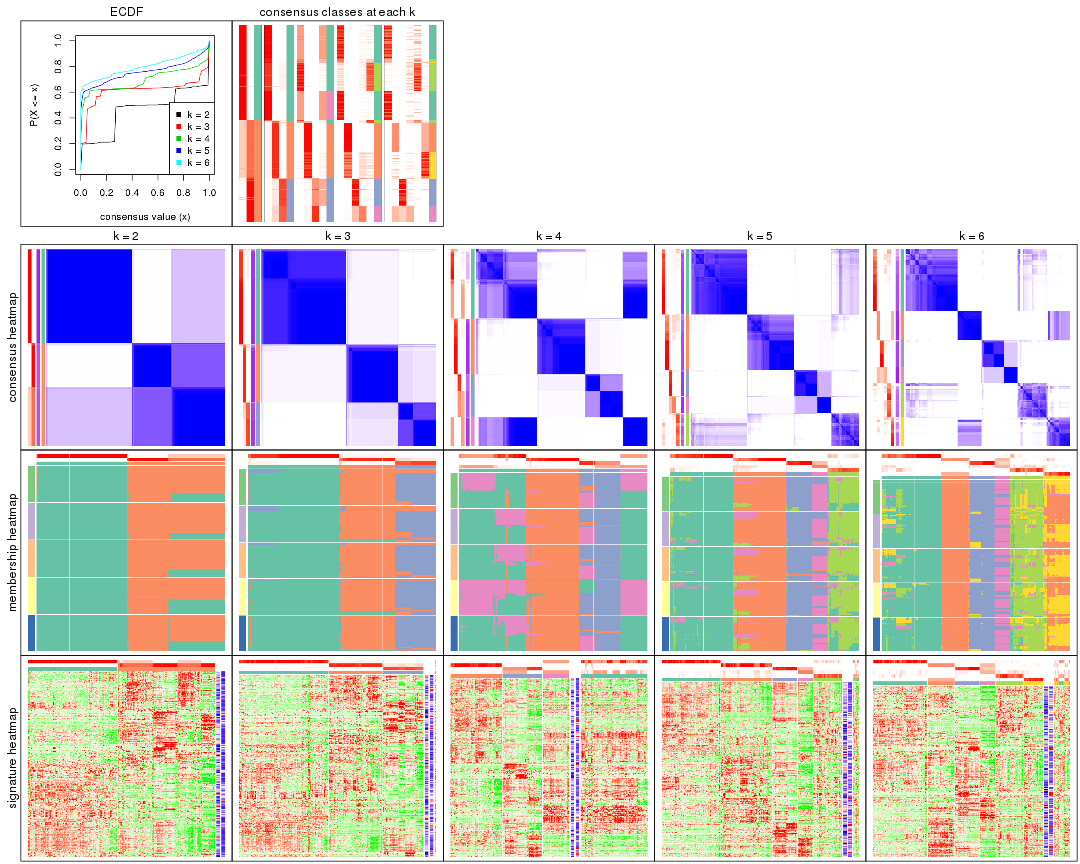 ECDF
consensus classes at each k
P(X <= x)
1.0
0.8
0.6
0.4
0.2
0.0
k = 2
k = 3
k = 4
k = 5
k = 6
0.0 0.2 0.4 0.6 0.8 1.0
consensus value (x)
k = 2
k = 3
k = 4
k = 5
k = 6
consensus heatmap
membership heatmap
signature heatmap